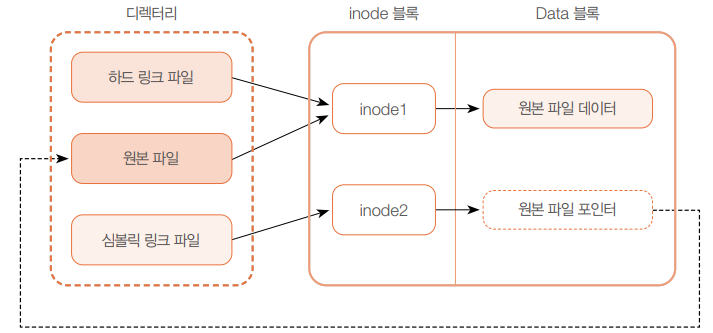 디렉터리
inode 블록
Data 블록
하드 링크 파일
inode1
원본 파일 데이터
원본 파일
심볼릭 링크 파일
inode2
원본 파일 포인터